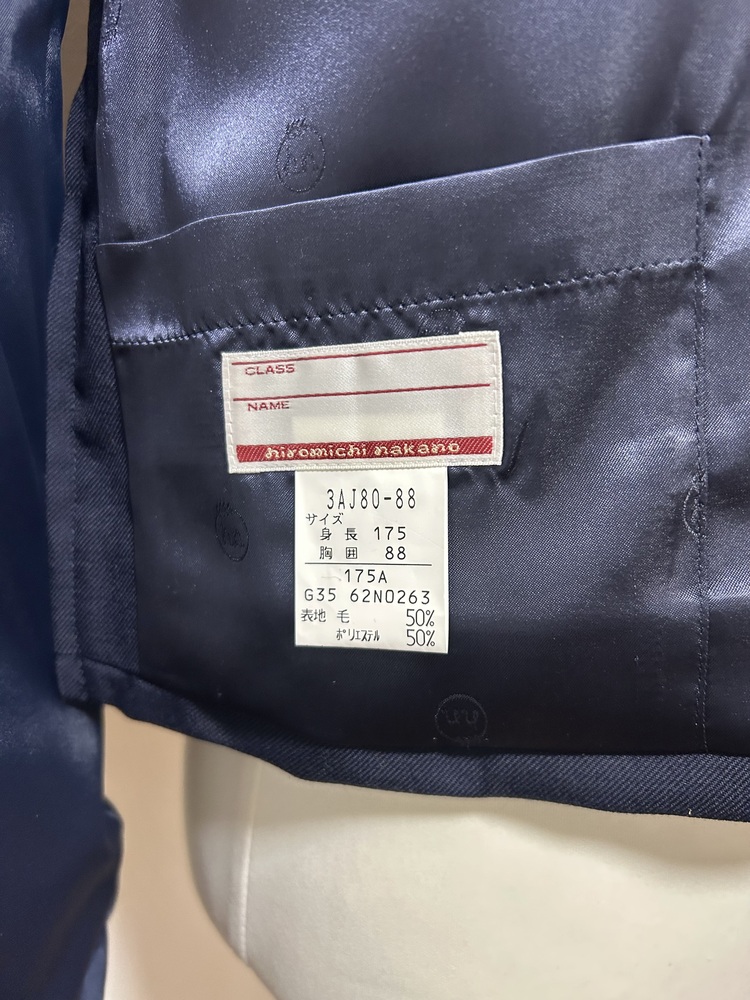 CLASS
NAME
hiromichi nakano
3AJ80-88
サイズ
身長 175
胸囲 88
175A
G35 62N0263
表地 毛 50%
ポリエステル 50%